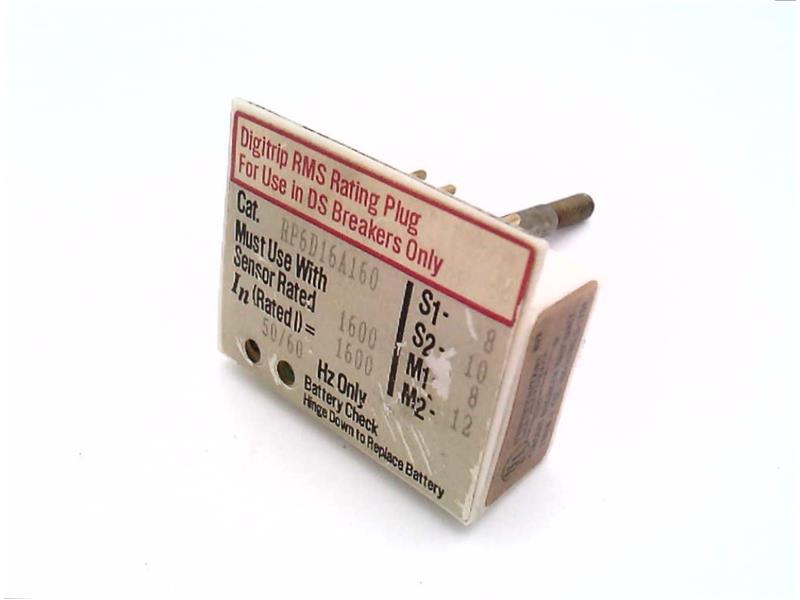 Digitrip RMS Rating Plug
For Use in DS Breakers Only
Cat. RP6D16A160
Must Use With
Sensor Rated 1600
In (Rated I) = 1600
50/60 Hz Only
Battery Check
Hinge Down to Replace Battery
S1- 8
S2- 10
M1- 8
M2- 12